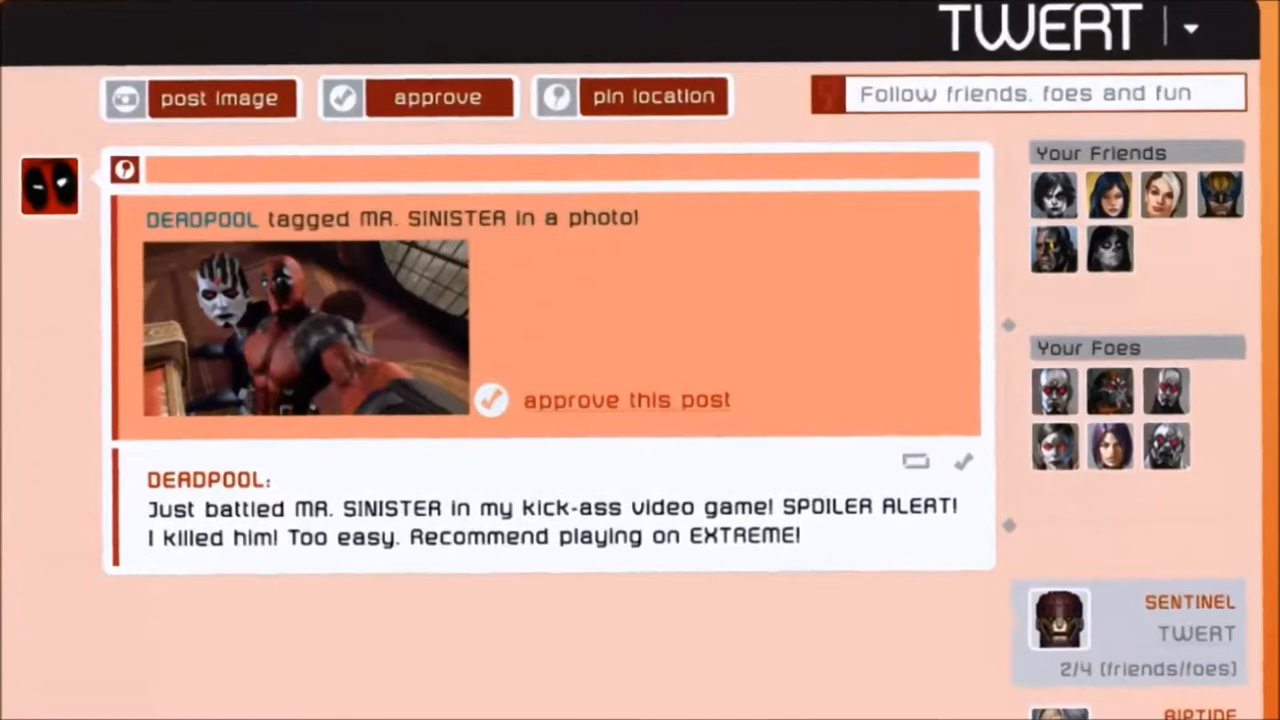 TWERT
post image
approve
pin location
Follow friends, foes and fun
Your Friends
DEADPOOL tagged MR. SINISTER in a photo!
approve this post
Your Foes
DEADPOOL:
Just battled MR. SINISTER in my kick-ass video game! SPOILER ALERT!
I killed him! Too easy. Recommend playing on EXTREME!
SENTINEL
TWERT
2/4 (friends/foes)
RIPTIDE